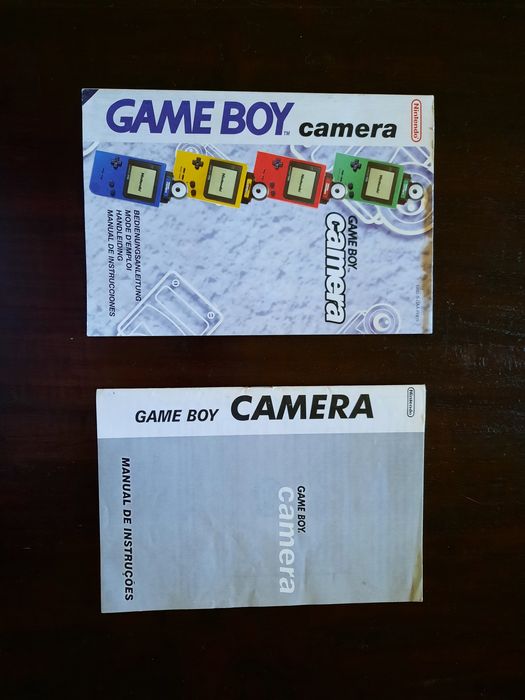 GAME BOY™ camera
Nintendo
BEDIENUNGSANLEITUNG
MODE D'EMPLOI
HANDLEIDING
MANUAL DE INSTRUCCIONES
GAME BOY
camera
GAME BOY CAMERA
Nintendo
MANUAL DE INSTRUÇÕES
GAME BOY.
camera